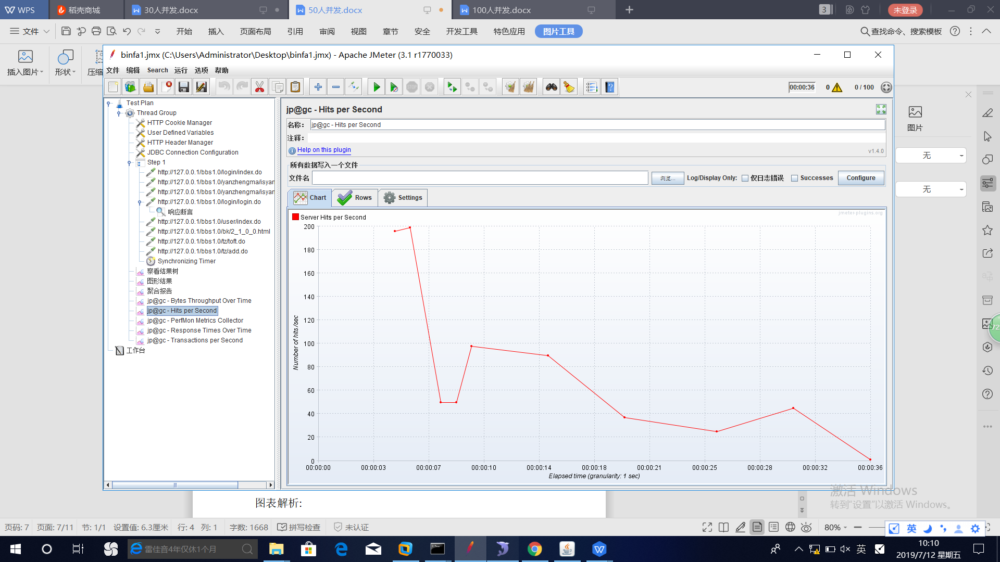 WPS 稻壳商城 30人并发.docx 50人并发.docx 100人并发.docx 3 未登录
文件 开始 插入 页面布局 引用 审阅 视图 章节 安全 开发工具 特色应用 图片工具 查找命令、搜索模板
插入图片 形状 压缩
binfa1.jmx (C:\Users\Administrator\Desktop\binfa1.jmx) - Apache JMeter (3.1 r1770033)
文件 编辑 Search 运行 选项 帮助
00:00:36 0 0 / 100
Test Plan
Thread Group
HTTP Cookie Manager
User Defined Variables
HTTP Header Manager
JDBC Connection Configuration
Step 1
http://127.0.0.1/bbs1.0/login/index.do
http://127.0.0.1/bbs1.0/yanzhengma/isyan
http://127.0.0.1/bbs1.0/yanzhengma/isyan
http://127.0.0.1/bbs1.0/login/login.do
响应断言
http://127.0.0.1/bbs1.0/user/index.do
http://127.0.0.1/bbs1.0/bk/2_1_0_0.html
http://127.0.0.1/bbs1.0/tz/toft.do
http://127.0.0.1/bbs1.0/tz/add.do
Synchronizing Timer
察看结果树
图形结果
聚合报告
jp@gc - Bytes Throughput Over Time
jp@gc - Hits per Second
jp@gc - PerfMon Metrics Collector
jp@gc - Response Times Over Time
jp@gc - Transactions per Second
工作台
jp@gc - Hits per Second
名称: jp@gc - Hits per Second
注释:
Help on this plugin v1.4.0
所有数据写入一个文件
文件名 浏览... Log/Display Only: 仅日志错误 Successes Configure
Chart Rows Settings
jmeter-plugins.org
Server Hits per Second
200
180
160
140
120
100
80
60
40
20
0
Number of hits /sec
00:00:00 00:00:03 00:00:07 00:00:10 00:00:14 00:00:18 00:00:21 00:00:25 00:00:28 00:00:32 00:00:36
Elapsed time (granularity: 1 sec)
图片
无
无
72
激活 Windows
转到"设置"以激活 Windows。
图表解析:
页码: 7 页面: 7/11 节: 1/1 设置值: 6.3厘米 行: 4 列: 1 字数: 1668 拼写检查 未认证 80% 英
雷佳音4年仅休1个月 英 10:10
2019/7/12 星期五